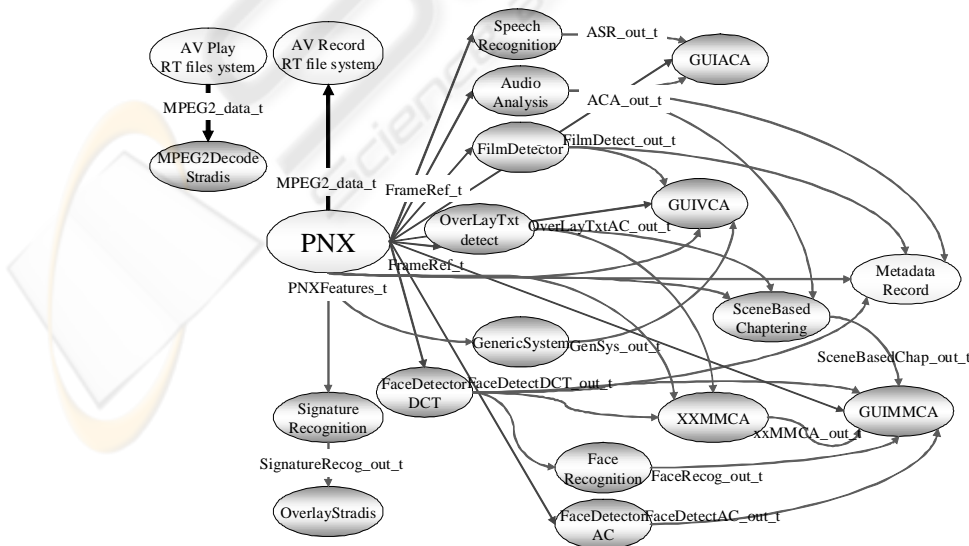 AV Play
RT files ystem
AV Record
RT file system
MPEG2_data_t
MPEG2Decode
Stradis
MPEG2_data_t
PNX
PNXFeatures_t
Signature
Recognition
SignatureRecog_out_t
OverlayStradis
FrameRef_t
FrameRef_t
Speech
Recognition
ASR_out_t
GUIACA
Audio
Analysis
ACA_out_t
FilmDetector
FilmDetect_out_t
GUIVCA
OverLayTxt
detect
OverLayTxtAC_out_t
Metadata
Record
SceneBased
Chaptering
SceneBasedChap_out_t
GenericSystem
GenSys_out_t
FaceDetector
DCT
FaceDetectDCT_out_t
XXMMCA
xxMMCA_out_t
GUIMMCA
Face
Recognition
FaceRecog_out_t
FaceDetector
AC
FaceDetectAC_out_t
Science